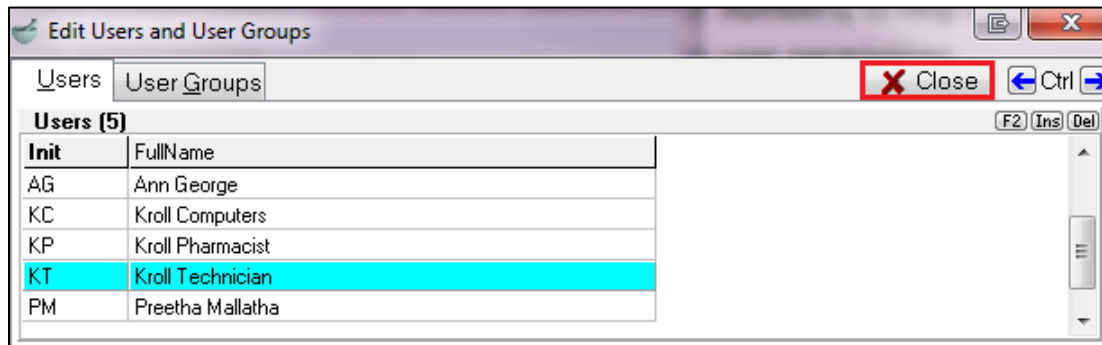 Edit Users and User Groups
Users User Groups X Close Ctrl
Users (5) F2 Ins Del
Init FullName
AG Ann George
KC Kroll Computers
KP Kroll Pharmacist
KT Kroll Technician
PM Preetha Mallatha